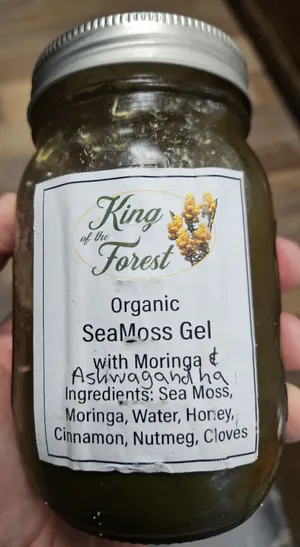 King
of the
Forest
Organic
SeaMoss Gel
with Moringa &
Ashwagandha
Ingredients: Sea Moss,
Moringa, Water, Honey,
Cinnamon, Nutmeg, Cloves